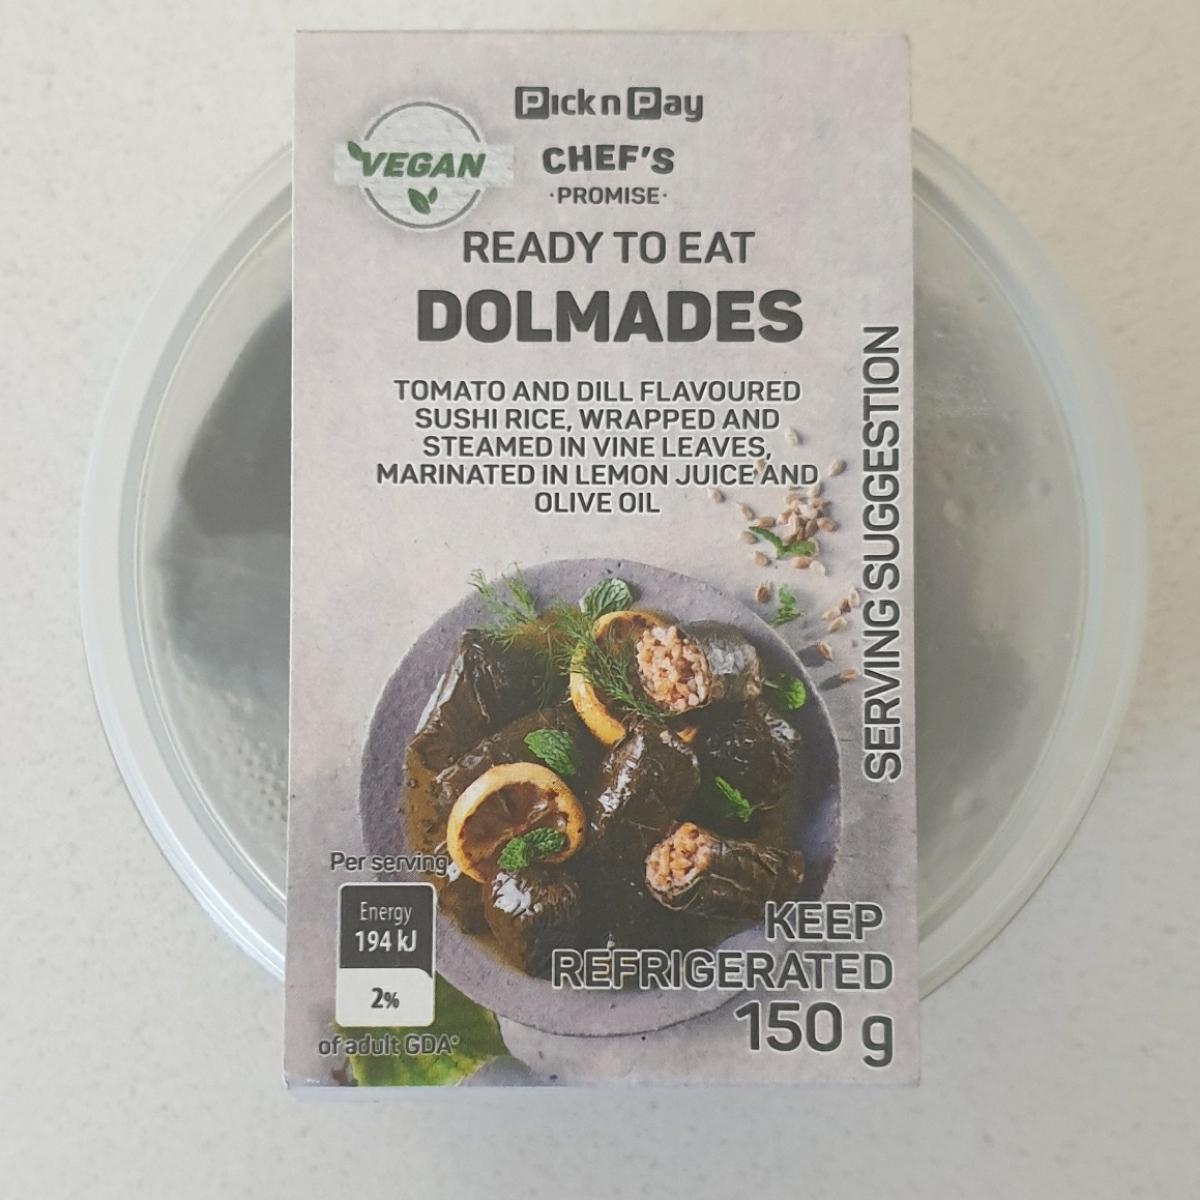 Pick n Pay
VEGAN
CHEF'S
·PROMISE·
READY TO EAT
DOLMADES
TOMATO AND DILL FLAVOURED
SUSHI RICE, WRAPPED AND
STEAMED IN VINE LEAVES,
MARINATED IN LEMON JUICE AND
OLIVE OIL
SERVING SUGGESTION
Per serving
Energy
194 kJ
2%
of adult GDA*
KEEP
REFRIGERATED
150 g